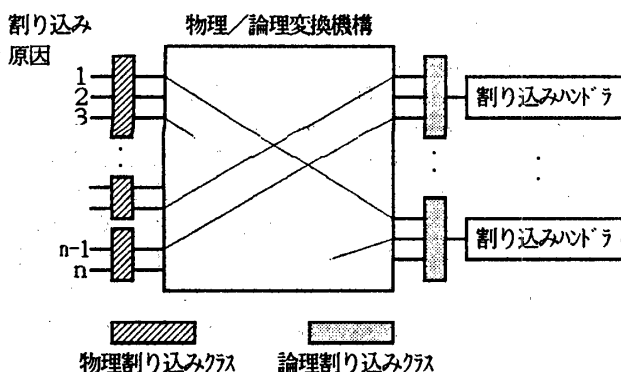 割り込み
原因
物理／論理変換機構
1
2
3
n-1
n
割り込みハンドラ
割り込みハンドラ
物理割り込みクラス
論理割り込みクラス